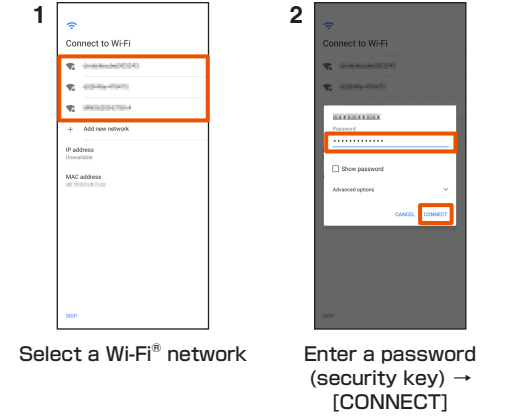 1
Connect to Wi-Fi
+ Add new network
IP address
Unavailable
MAC address
SKIP
Select a Wi-Fi® network
2
Connect to Wi-Fi
Password
•••••••••••••
Show password
Advanced options
CANCEL CONNECT
SKIP
Enter a password
(security key) →
[CONNECT]